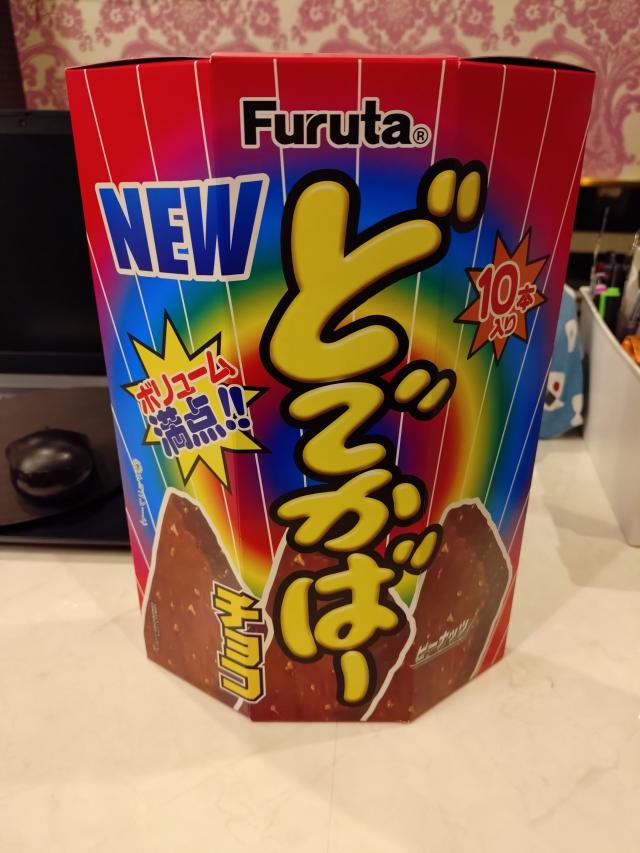 Furuta®
NEW
どでかばー
10本
入り
ボリューム
満点!!
チョコ
ピーナッツ